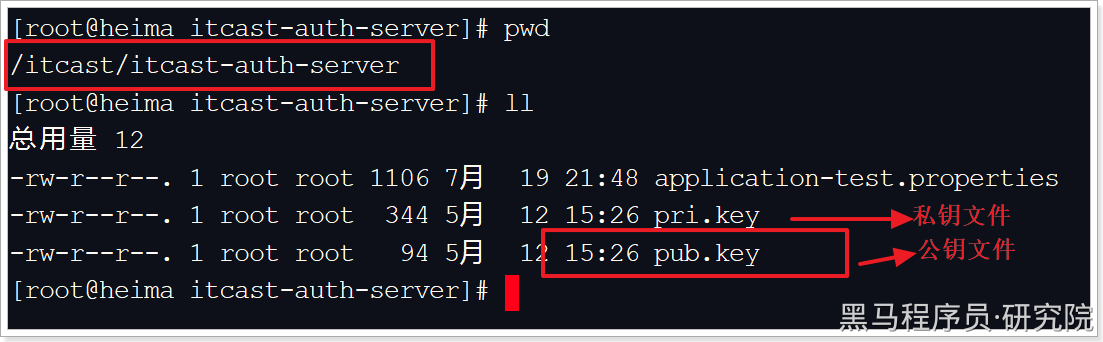 [root@heima itcast-auth-server]# pwd
/itcast/itcast-auth-server
[root@heima itcast-auth-server]# ll
总用量 12
-rw-r--r--. 1 root root 1106 7月  19 21:48 application-test.properties
-rw-r--r--. 1 root root  344 5月  12 15:26 pri.key 私钥文件
-rw-r--r--. 1 root root   94 5月  12 15:26 pub.key 公钥文件
[root@heima itcast-auth-server]#
黑马程序员·研究院